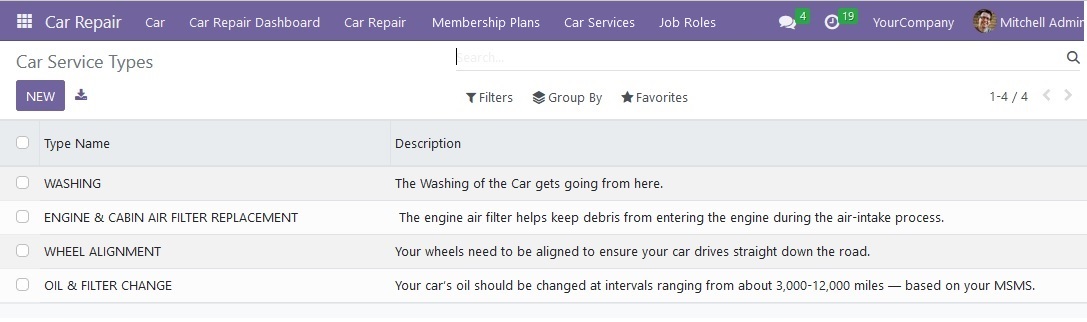 Car Repair Car Car Repair Dashboard Car Repair Membership Plans Car Services Job Roles 4 19 YourCompany Mitchell Admin
Car Service Types Search...
NEW Filters Group By Favorites 1-4 / 4
Type Name Description
WASHING The Washing of the Car gets going from here.
ENGINE & CABIN AIR FILTER REPLACEMENT The engine air filter helps keep debris from entering the engine during the air-intake process.
WHEEL ALIGNMENT Your wheels need to be aligned to ensure your car drives straight down the road.
OIL & FILTER CHANGE Your car's oil should be changed at intervals ranging from about 3,000-12,000 miles — based on your MSMS.